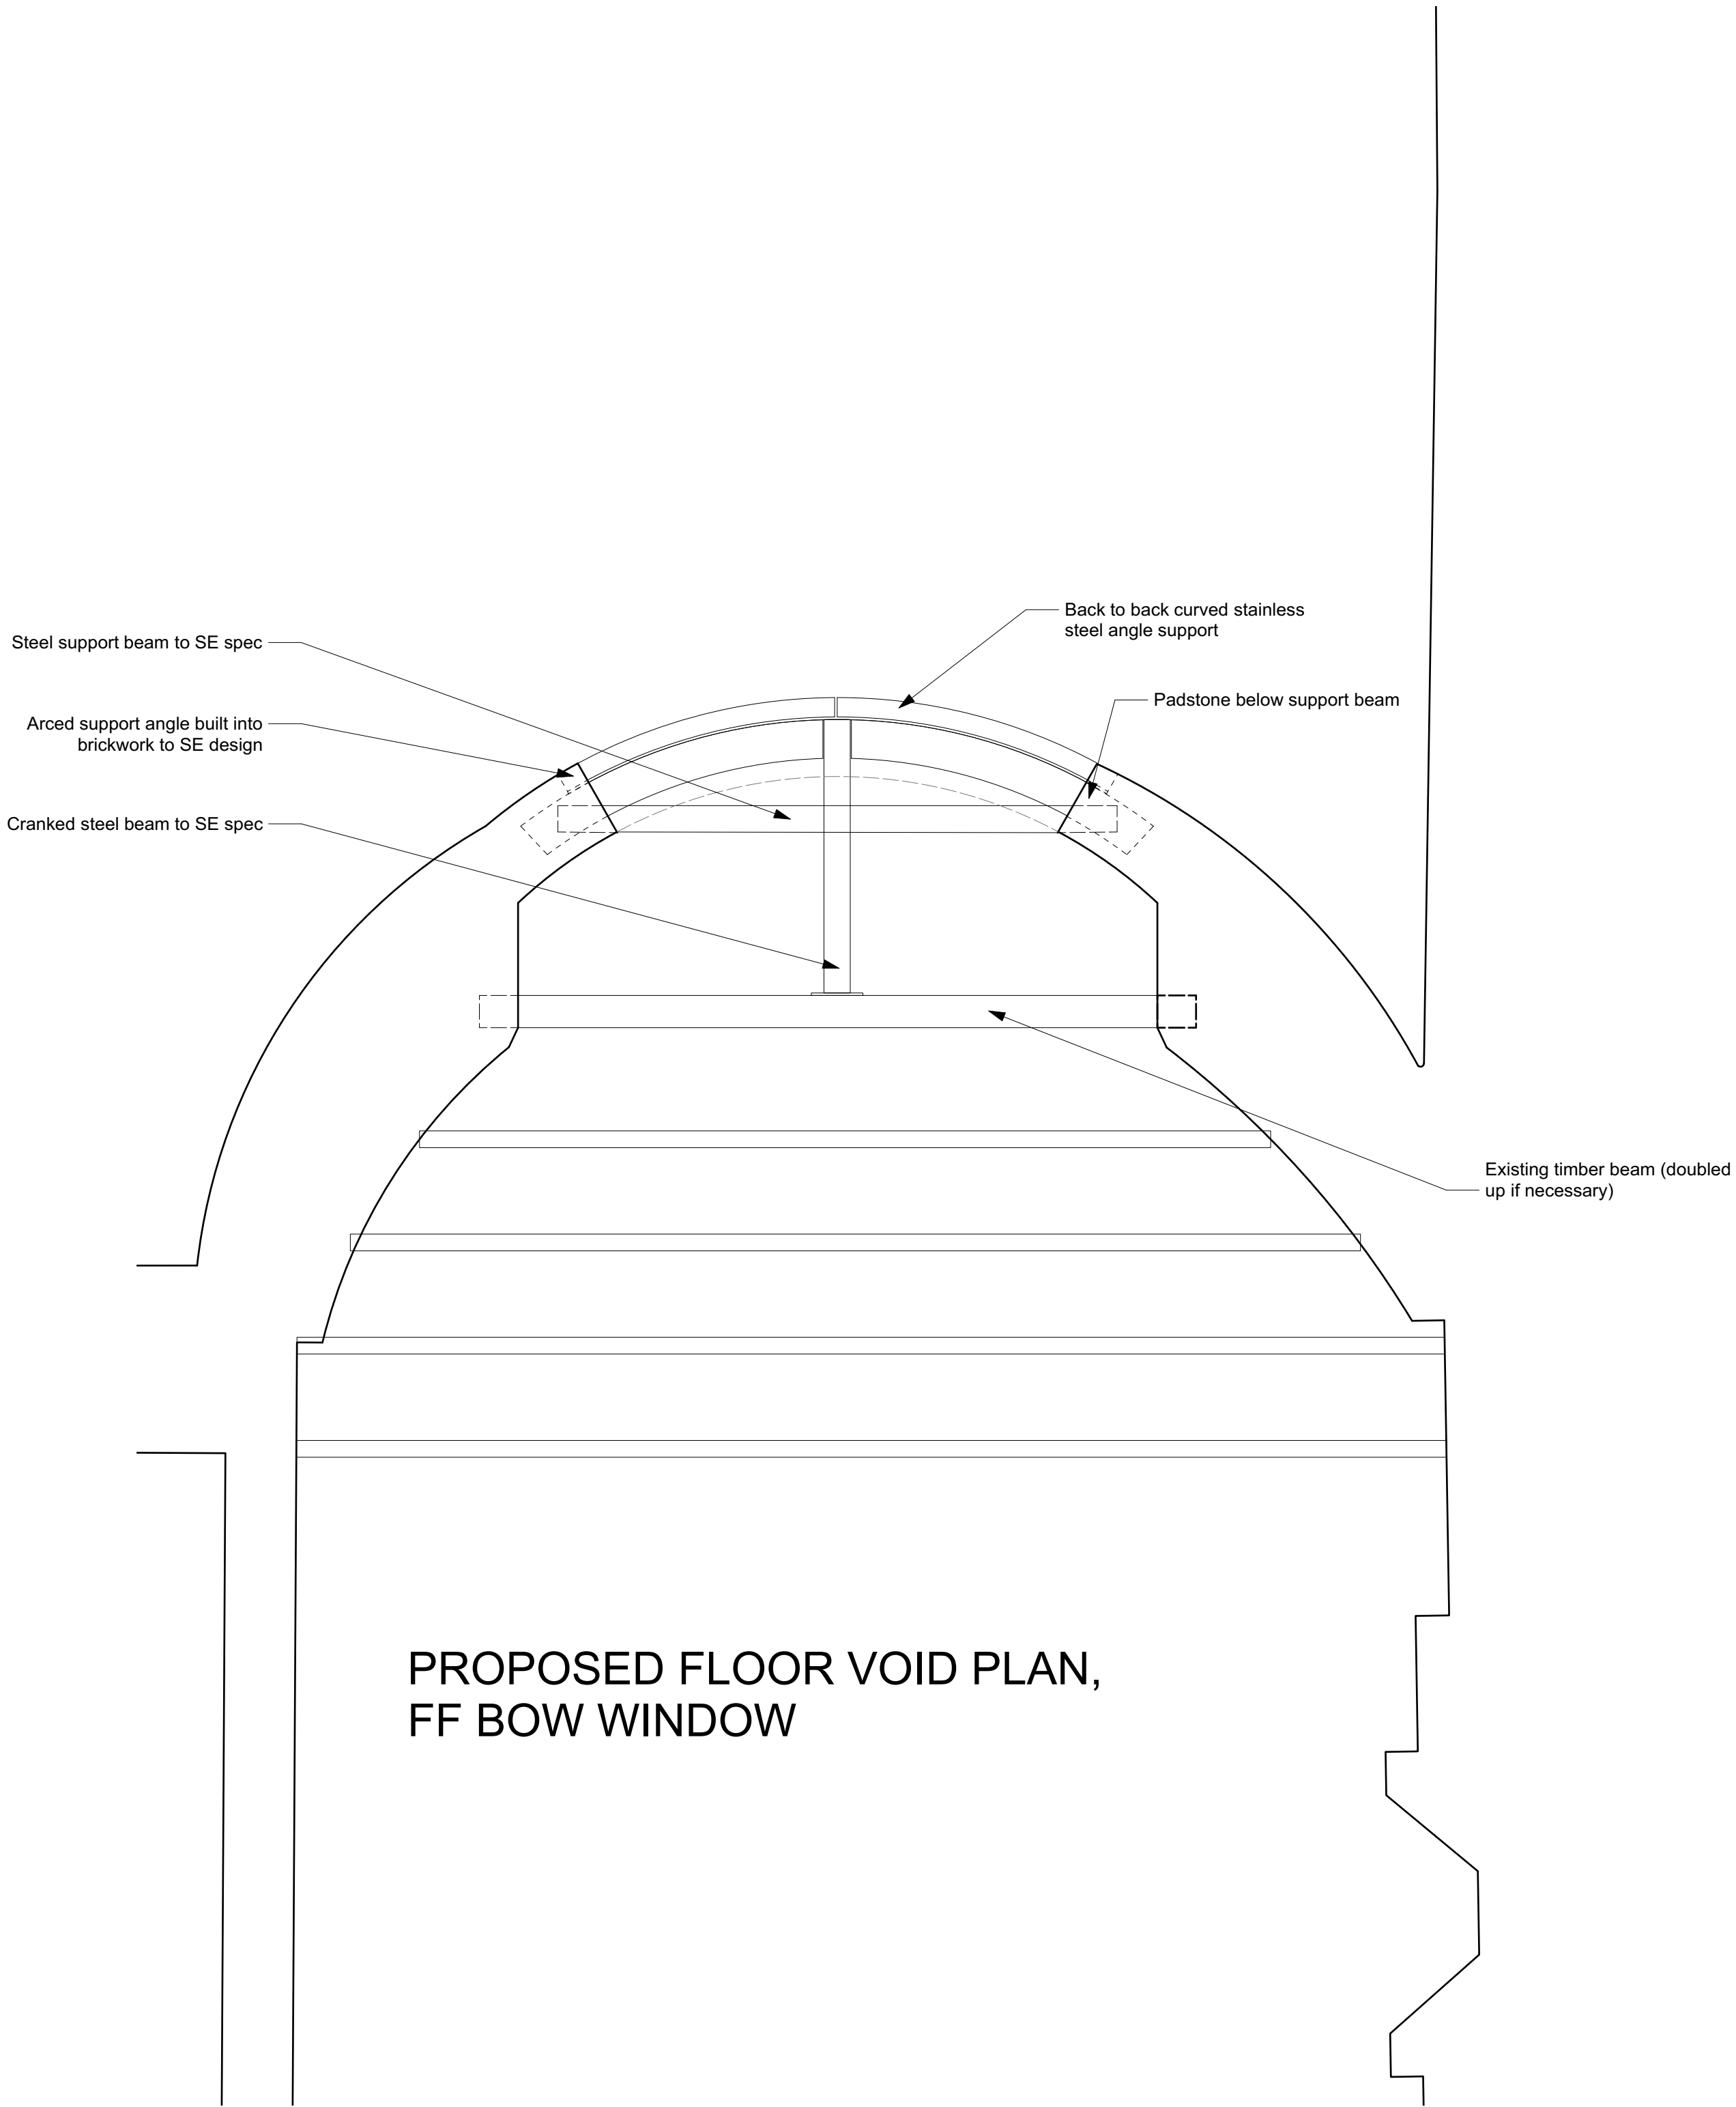 Back to back curved stainless
steel angle support
Steel support beam to SE spec
Padstone below support beam
Arced support angle built into
brickwork to SE design
Cranked steel beam to SE spec
Existing timber beam (doubled
up if necessary)
PROPOSED FLOOR VOID PLAN,
FF BOW WINDOW